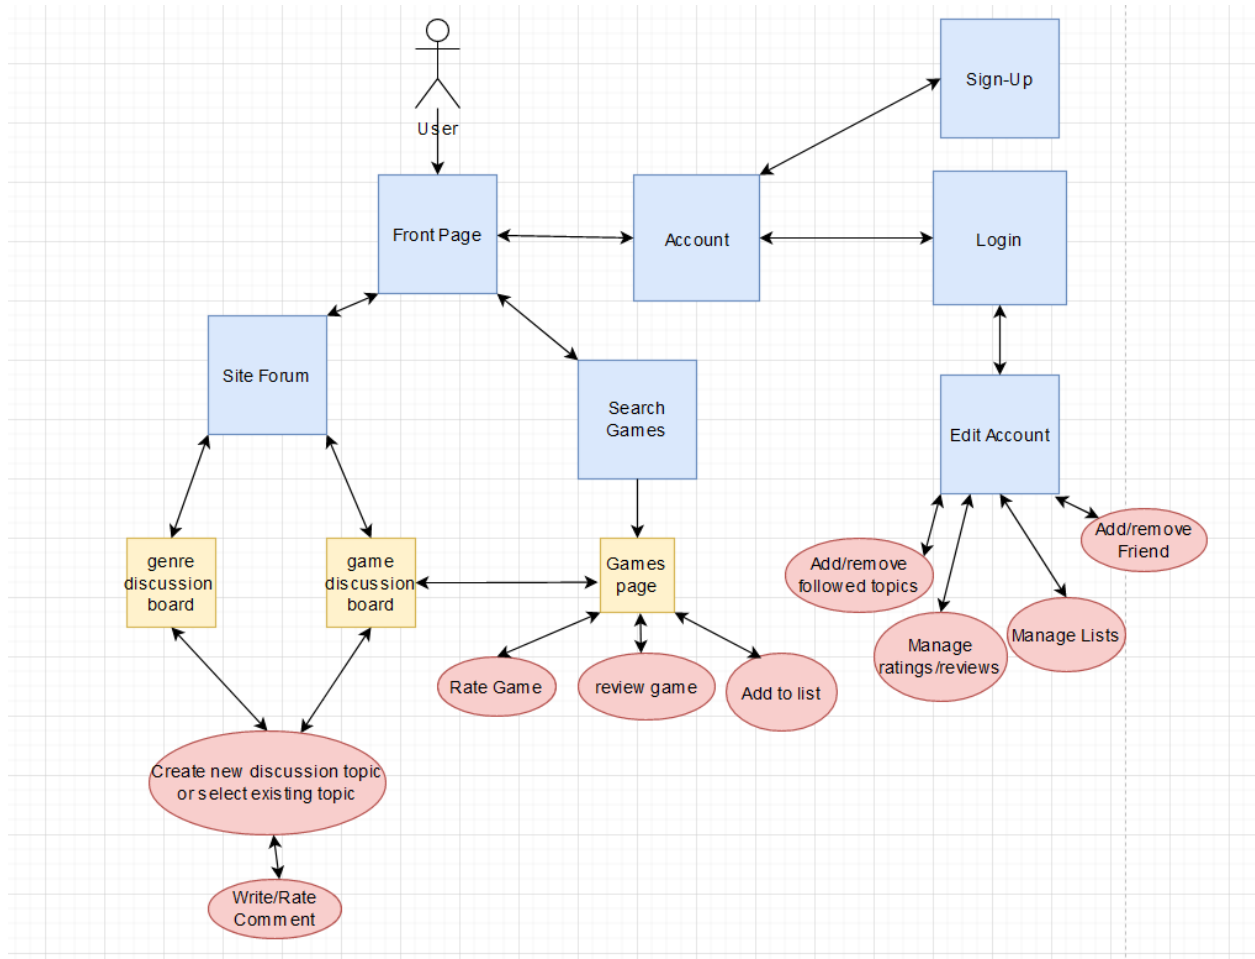 Sign-Up
User
Front Page
Account
Login
Site Forum
Search
Games
Edit Account
genre
discussion
board
game
discussion
board
Games
page
Add/remove
followed topics
Add/remove
Friend
Manage
ratings/reviews
Manage Lists
Rate Game
review game
Add to list
Create new discussion topic
or select existing topic
Write/Rate
Comment